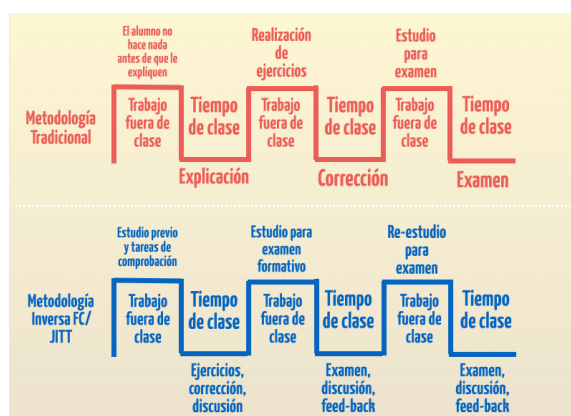 El alumno no
hace nada
antes de que le
expliquen
Realización
de
ejercicios
Estudio
para
examen
Metodología
Tradicional
Trabajo
fuera de
clase
Tiempo
de clase
Trabajo
fuera de
clase
Tiempo
de clase
Trabajo
fuera de
clase
Tiempo
de clase
Explicación
Corrección
Examen
Estudio previo
y tareas de
comprobación
Estudio para
examen
formativo
Re-estudio
para
examen
Metodología
Inversa FC/
JITT
Trabajo
fuera de
clase
Tiempo
de clase
Trabajo
fuera de
clase
Tiempo
de clase
Trabajo
fuera de
clase
Tiempo
de clase
Ejercicios,
corrección,
discusión
Examen,
discusión,
feed-back
Examen,
discusión,
feed-back